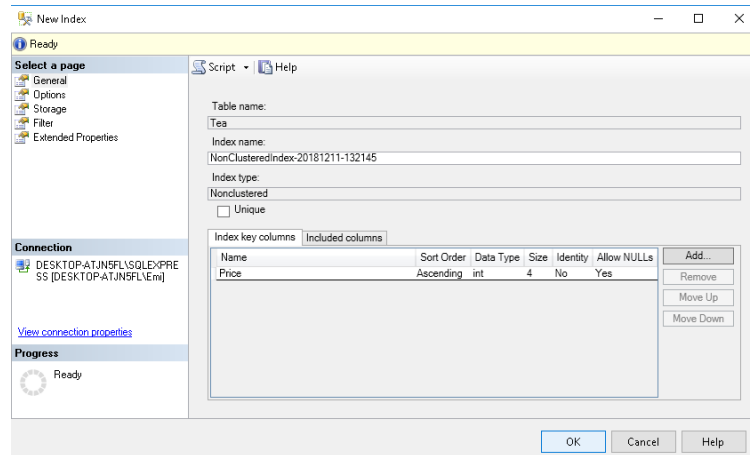 New Index
Ready
Select a page
General
Options
Storage
Filter
Extended Properties
Script Help
Table name:
Tea
Index name:
NonClusteredIndex-20181211-132145
Index type:
Nonclustered
Unique
Index key columns Included columns
Name Sort Order Data Type Size Identity Allow NULLs
Price Ascending int 4 No Yes
Add...
Remove
Move Up
Move Down
Connection
DESKTOP-ATJN5FL\SQLEXPRE
SS [DESKTOP-ATJN5FL\Emi]
View connection properties
Progress
Ready
OK Cancel Help